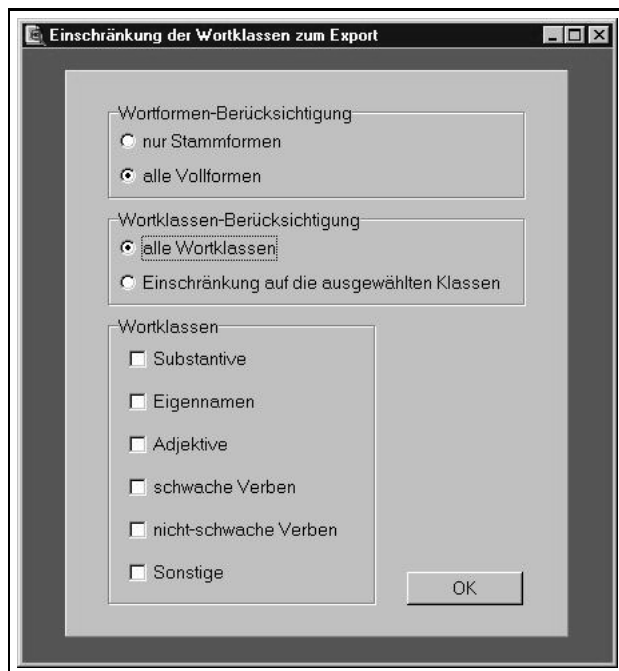 Einschränkung der Wortklassen zum Export
Wortformen-Berücksichtigung
nur Stammformen
alle Vollformen
Wortklassen-Berücksichtigung
alle Wortklassen
Einschränkung auf die ausgewählten Klassen
Wortklassen
Substantive
Eigennamen
Adjektive
schwache Verben
nicht-schwache Verben
Sonstige
OK